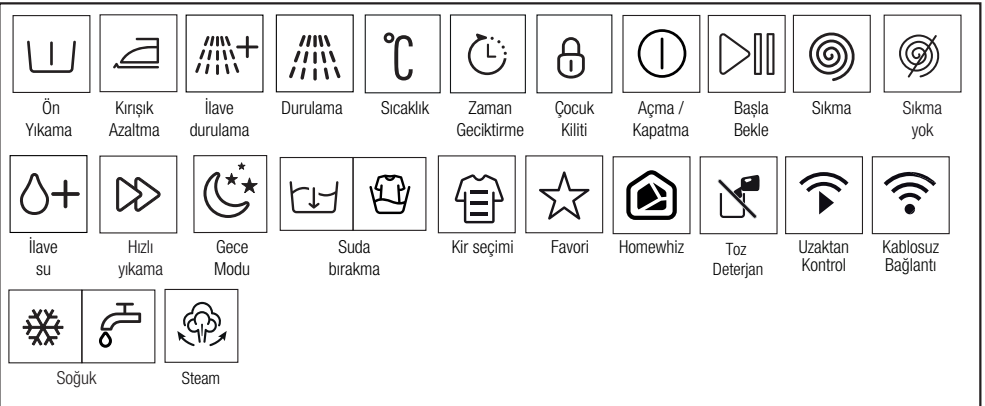 Ön Yıkama
Kırışık Azaltma
İlave durulama
Durulama
Sıcaklık
Zaman Geciktirme
Çocuk Kiliti
Açma / Kapatma
Başla Bekle
Sıkma
Sıkma yok
İlave su
Hızlı yıkama
Gece Modu
Suda bırakma
Kir seçimi
Favori
Homewhiz
Toz Deterjan
Uzaktan Kontrol
Kablosuz Bağlantı
Soğuk
Steam